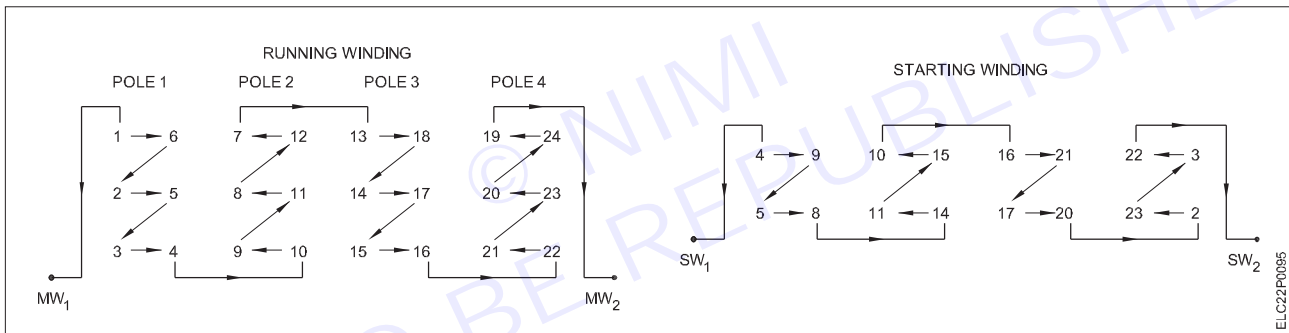 RUNNING WINDING
POLE 1 POLE 2 POLE 3 POLE 4
1 6 7 12 13 18 19 24
2 5 8 11 14 17 20 23
3 4 9 10 15 16 21 22
MW1 MW2
STARTING WINDING
4 9 10 15 16 21 22 3
5 8 11 14 17 20 23 2
SW1 SW2
ELC22P0095
© NIMI
BE REPUBLISHE